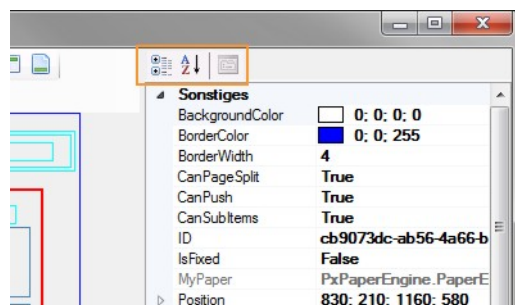 A
Z
Sonstiges
BackgroundColor 0; 0; 0; 0
BorderColor 0; 0; 255
BorderWidth 4
CanPageSplit True
CanPush True
CanSubItems True
ID cb9073dc-ab56-4a66-b
IsFixed False
MyPaper PxPaperEngine.PaperE
Position 830; 210; 1160; 580